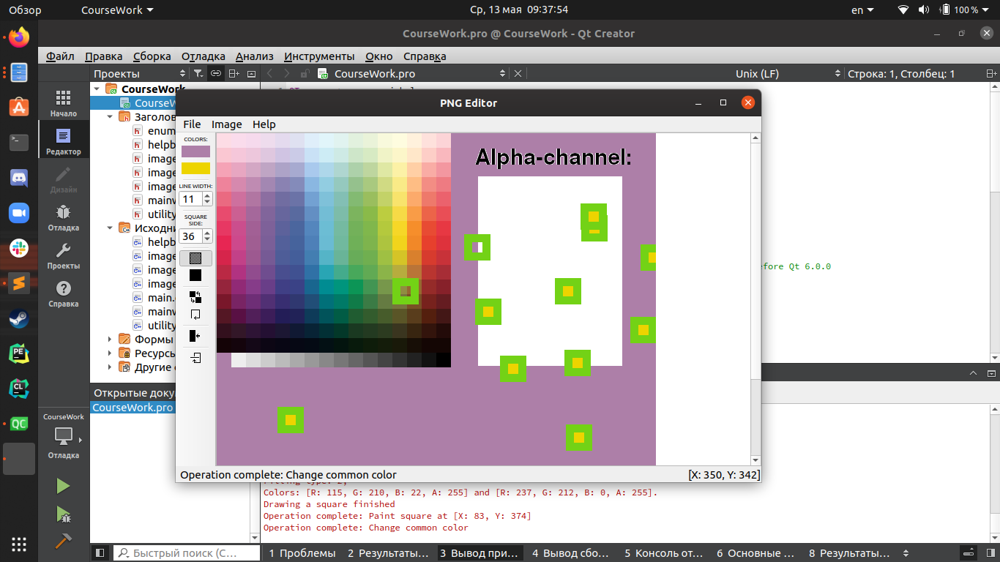 Обзор
CourseWork
Ср, 13 мая 09:37:54
en
100 %
CourseWork.pro @ CourseWork - Qt Creator
Файл Правка Сборка Отладка Анализ Инструменты Окно Справка
Проекты
CourseWork.pro
Unix (LF)
Строка: 1, Столбец: 1
Начало
Редактор
Дизайн
Отладка
Проекты
Справка
CourseWork
CourseW
Заголов
enum
helpb
image
image
image
mainw
utility
Исходни
helpb
image
image
image
main.
mainw
utility
Формы
Ресурсы
Другие
efore Qt 6.0.0
PNG Editor
File Image Help
COLORS:
LINE WIDTH:
11
SQUARE
SIDE:
36
Alpha-channel:
Operation complete: Change common color
[X: 350, Y: 342]
Открытые доку
CourseWork.pro
CourseWork
Отладка
Colors: [R: 115, G: 210, B: 22, A: 255] and [R: 237, G: 212, B: 0, A: 255].
Drawing a square finished
Operation complete: Paint square at [X: 83, Y: 374]
Operation complete: Change common color
PE
CL
QC
Быстрый поиск (C…
1 Проблемы
2 Результаты…
3 Вывод при…
4 Вывод сбо…
5 Консоль от…
6 Основные …
8 Результаты…